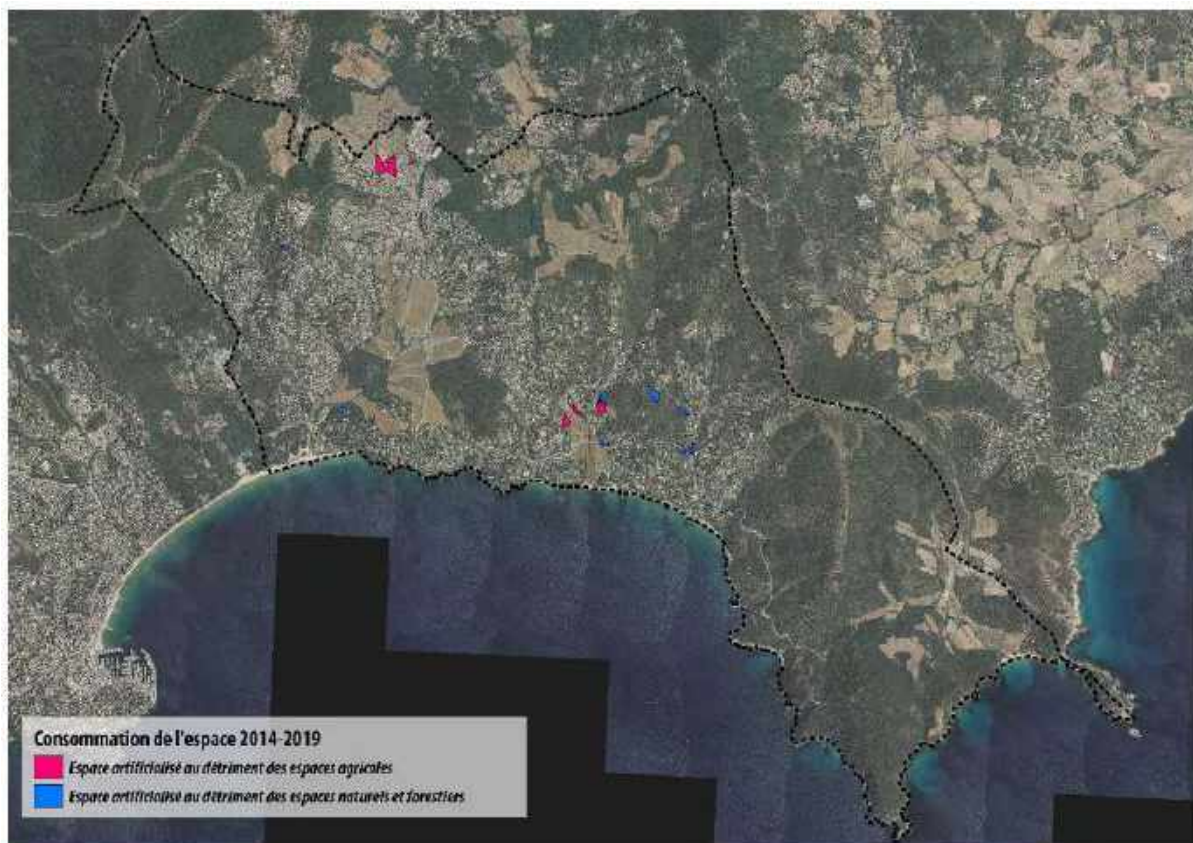 Consommation de l'espace 2014-2019
Espace artificialisé au détriment des espaces agricoles
Espace artificialisé au détriment des espaces naturels et forestiers